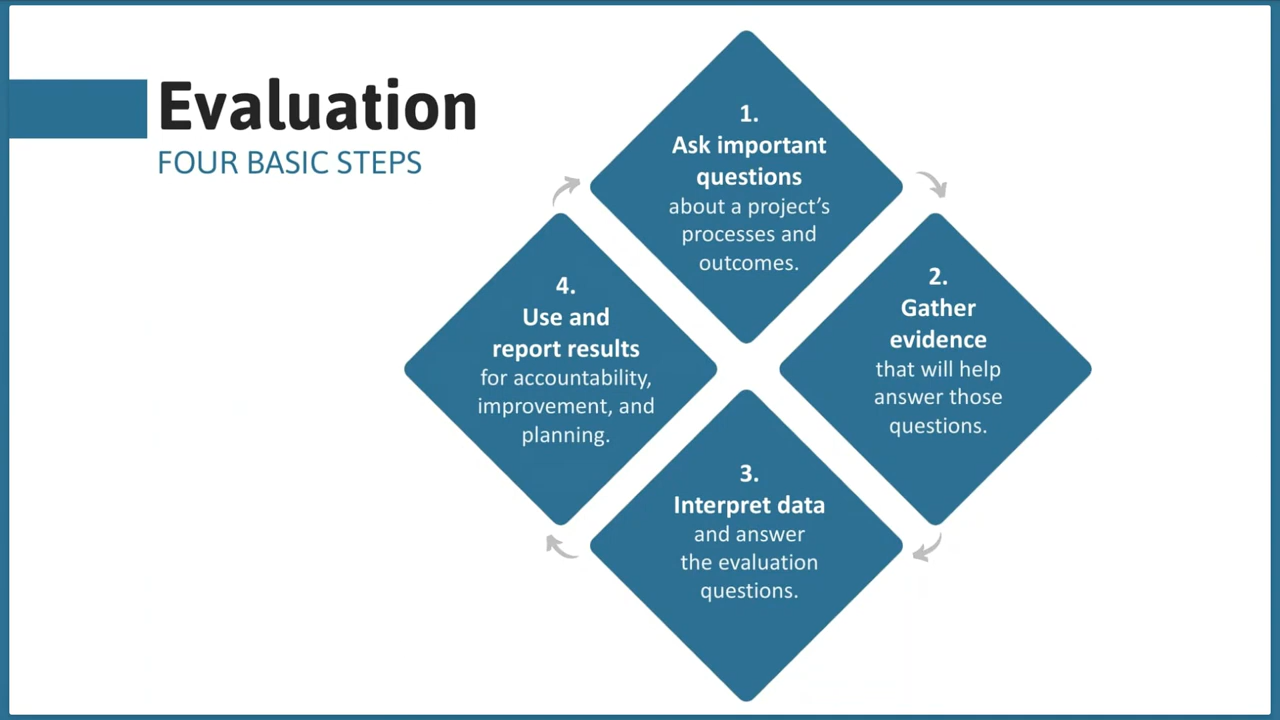 Evaluation
FOUR BASIC STEPS
1.
Ask important
questions
about a project’s
processes and
outcomes.
2.
Gather
evidence
that will help
answer those
questions.
3.
Interpret data
and answer
the evaluation
questions.
4.
Use and
report results
for accountability,
improvement, and
planning.